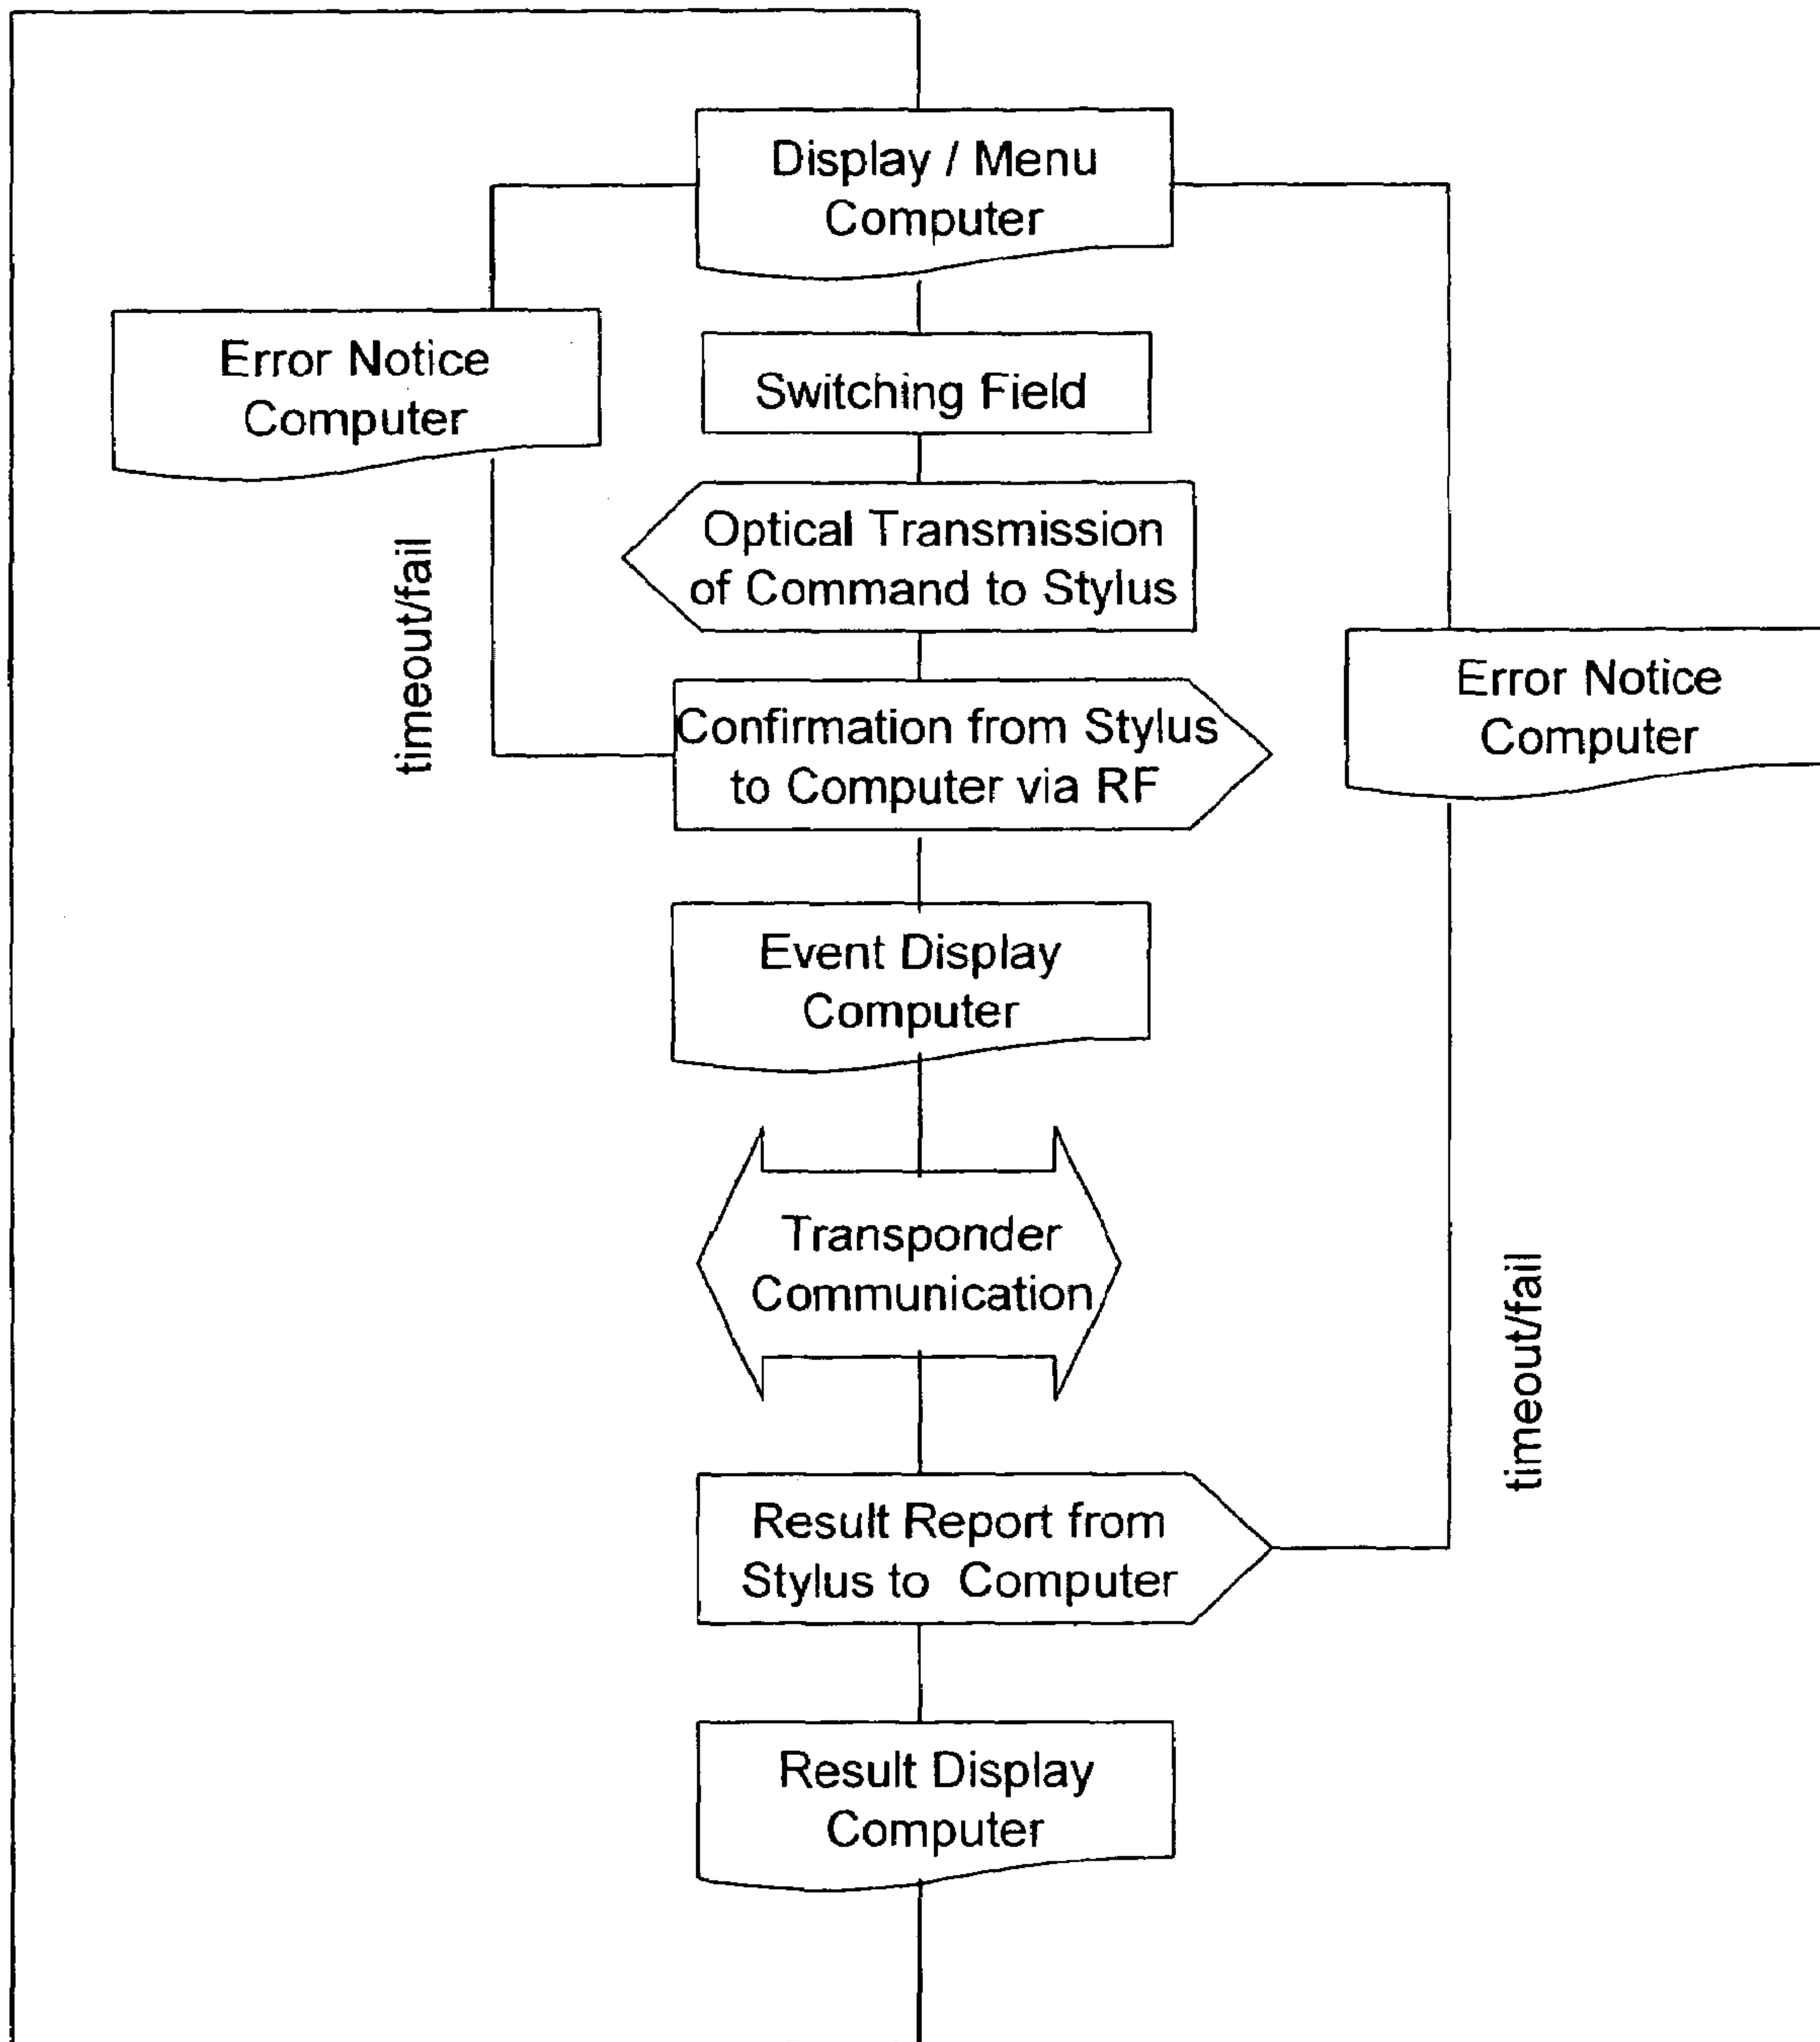 Display / Menu
Computer
Error Notice
Computer
Switching Field
Optical Transmission
of Command to Stylus
timeout/fail
Confirmation from Stylus
to Computer via RF
Error Notice
Computer
Event Display
Computer
Transponder
Communication
timeout/fail
Result Report from
Stylus to Computer
Result Display
Computer